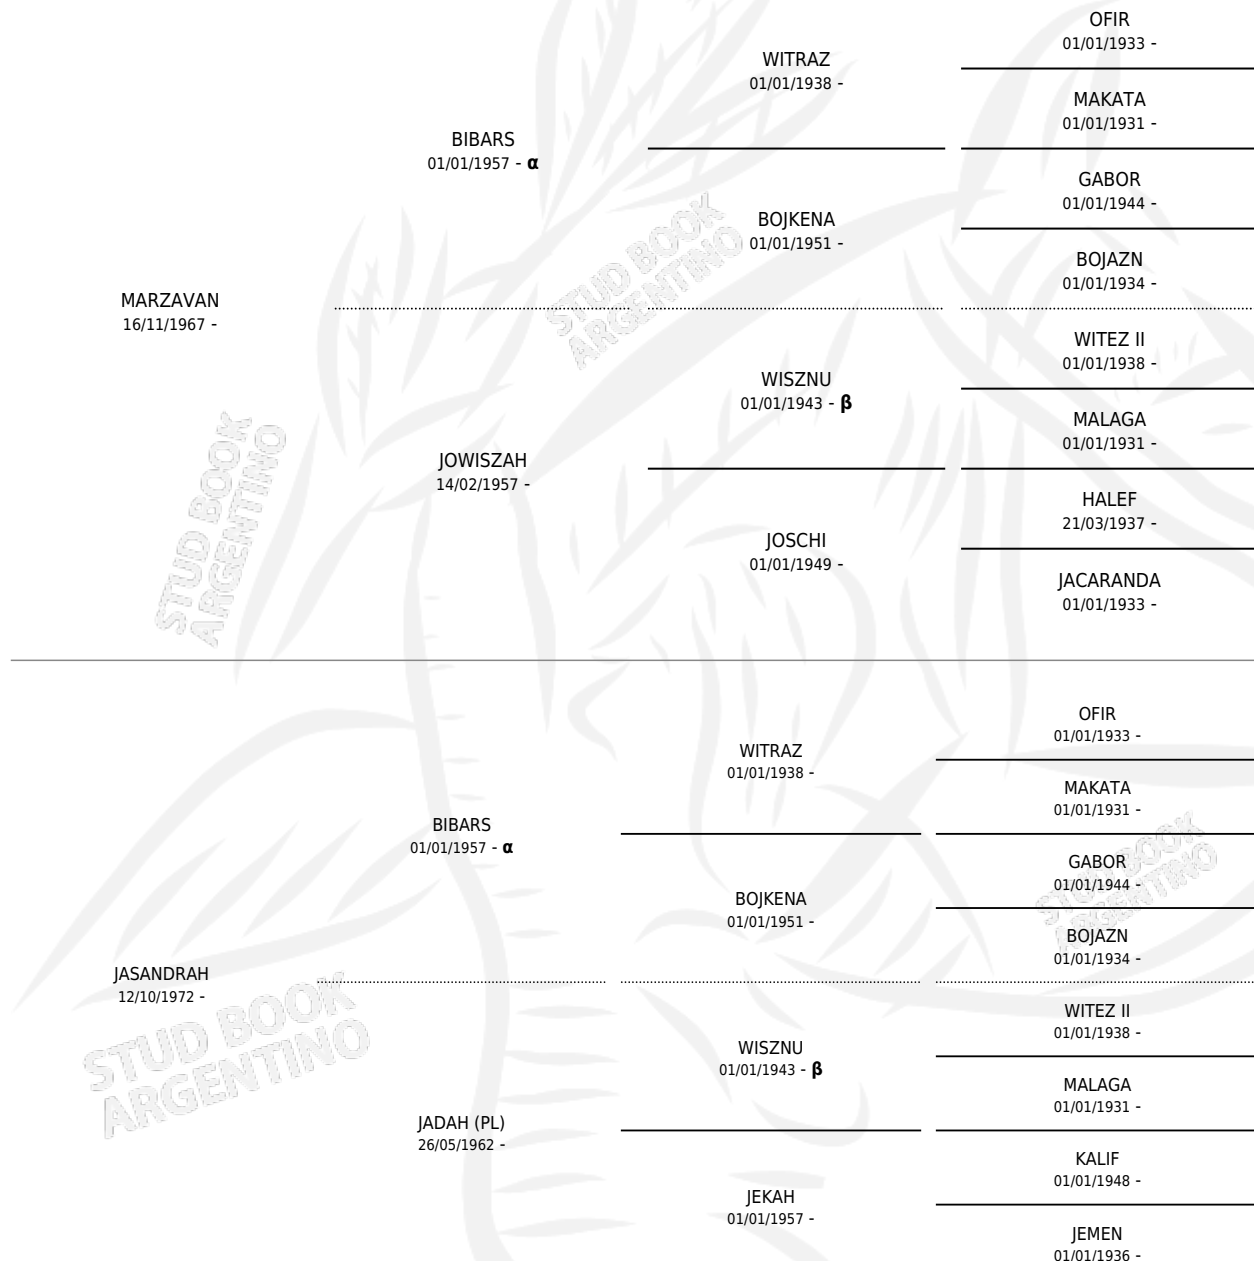 OFIR
01/01/1933 -
WITRAZ
01/01/1938 -
MAKATA
01/01/1931 -
BIBARS
01/01/1957 - α
GABOR
01/01/1944 -
BOJKENA
01/01/1951 -
BOJAZN
01/01/1934 -
MARZAVAN
16/11/1967 -
STUD BOOK
ARGENTINO
WITEZ II
01/01/1938 -
WISZNU
01/01/1943 - β
MALAGA
01/01/1931 -
JOWISZAH
14/02/1957 -
HALEF
21/03/1937 -
JOSCHI
01/01/1949 -
JACARANDA
01/01/1933 -
STUD BOOK
ARGENTINO
OFIR
01/01/1933 -
WITRAZ
01/01/1938 -
MAKATA
01/01/1931 -
BIBARS
01/01/1957 - α
GABOR
01/01/1944 -
BOJKENA
01/01/1951 -
BOJAZN
01/01/1934 -
STUD BOOK
ARGENTINO
JASANDRAH
12/10/1972 -
STUD BOOK
ARGENTINO
WITEZ II
01/01/1938 -
WISZNU
01/01/1943 - β
MALAGA
01/01/1931 -
JADAH (PL)
26/05/1962 -
KALIF
01/01/1948 -
JEKAH
01/01/1957 -
JEMEN
01/01/1936 -